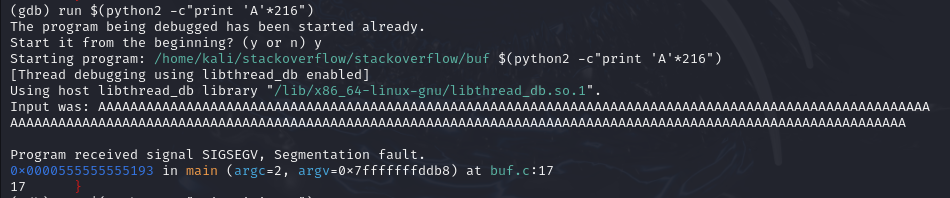 (gdb) run $(python2 -c"print 'A'*216")
The program being debugged has been started already.
Start it from the beginning? (y or n) y
Starting program: /home/kali/stackoverflow/stackoverflow/buf $(python2 -c"print 'A'*216")
[Thread debugging using libthread_db enabled]
Using host libthread_db library "/lib/x86_64-linux-gnu/libthread_db.so.1".
Input was: AAAAAAAAAAAAAAAAAAAAAAAAAAAAAAAAAAAAAAAAAAAAAAAAAAAAAAAAAAAAAAAAAAAAAAAAAAAAAAAAAAAAAAAAAAAAAAAAAAAAAAAA
AAAAAAAAAAAAAAAAAAAAAAAAAAAAAAAAAAAAAAAAAAAAAAAAAAAAAAAAAAAAAAAAAAAAAAAAAAAAAAAAAAAAAAAAAAAAAAAAAAAAAAAAAAAAAAAA
Program received signal SIGSEGV, Segmentation fault.
0x0000555555555193 in main (argc=2, argv=0x7fffffffddb8) at buf.c:17
17 }